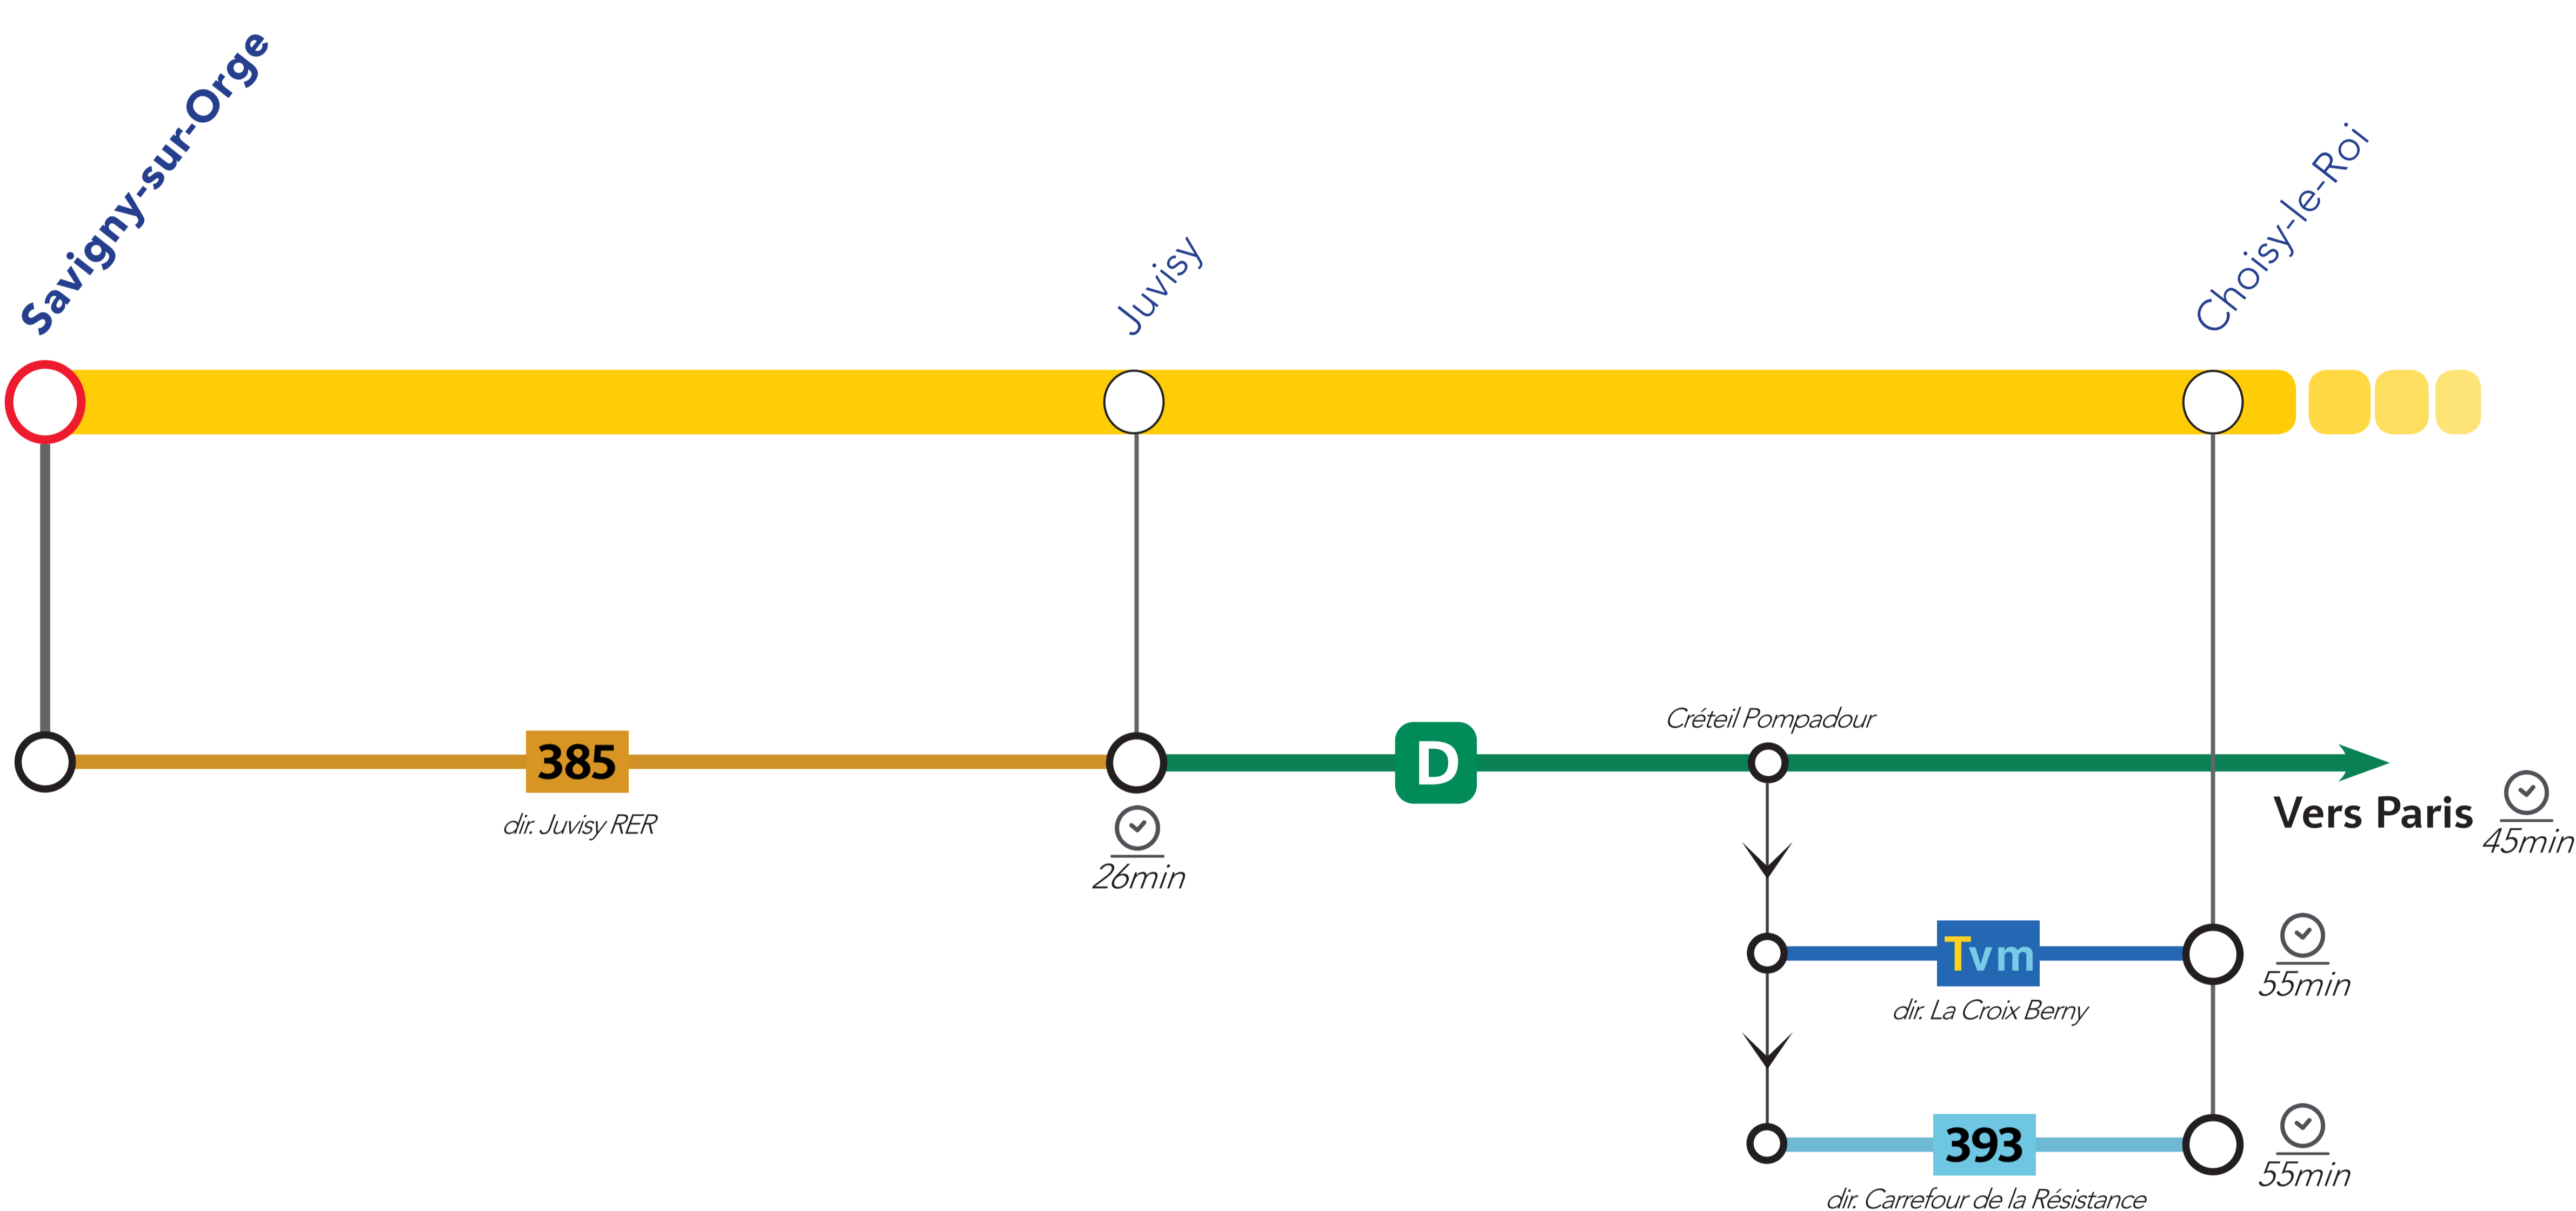 Savigny-sur-Orge
Juvisy
Choisy-le-Roi
385
dir. Juvisy RER
26min
D
Créteil Pompadour
Vers Paris
45min
Tvm
dir. La Croix Berny
55min
393
dir. Carrefour de la Résistance
55min